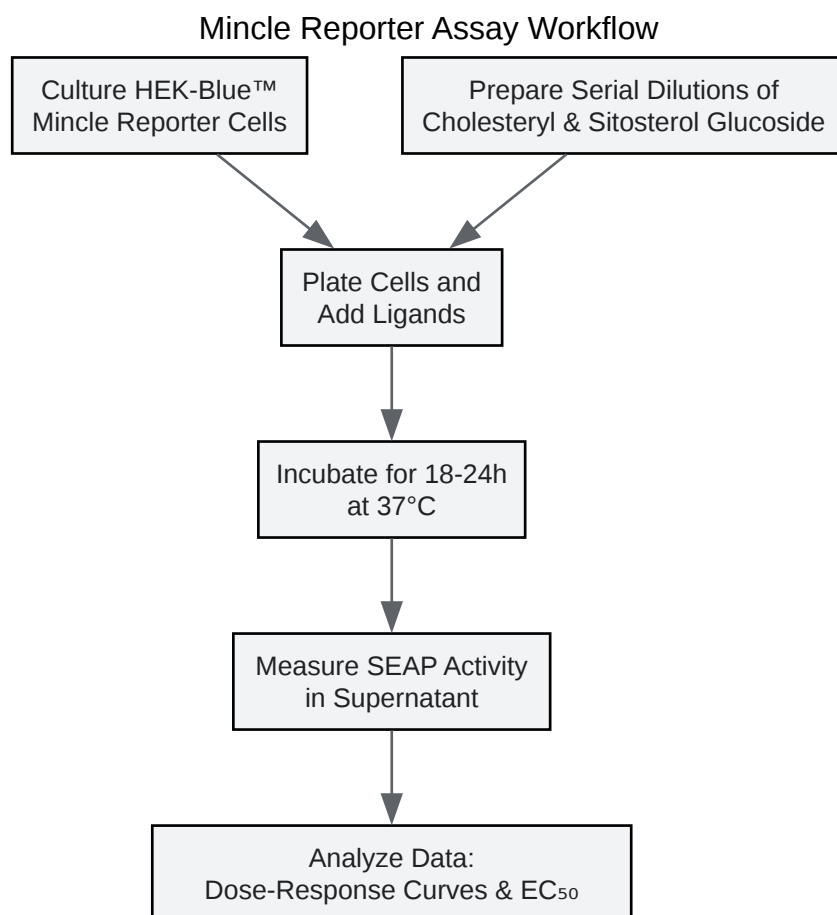 Mincle Reporter Assay Workflow
Culture HEK-Blue™
Mincle Reporter Cells
Prepare Serial Dilutions of
Cholesteryl & Sitosterol Glucoside
Plate Cells and
Add Ligands
Incubate for 18-24h
at 37°C
Measure SEAP Activity
in Supernatant
Analyze Data:
Dose-Response Curves & EC₅₀